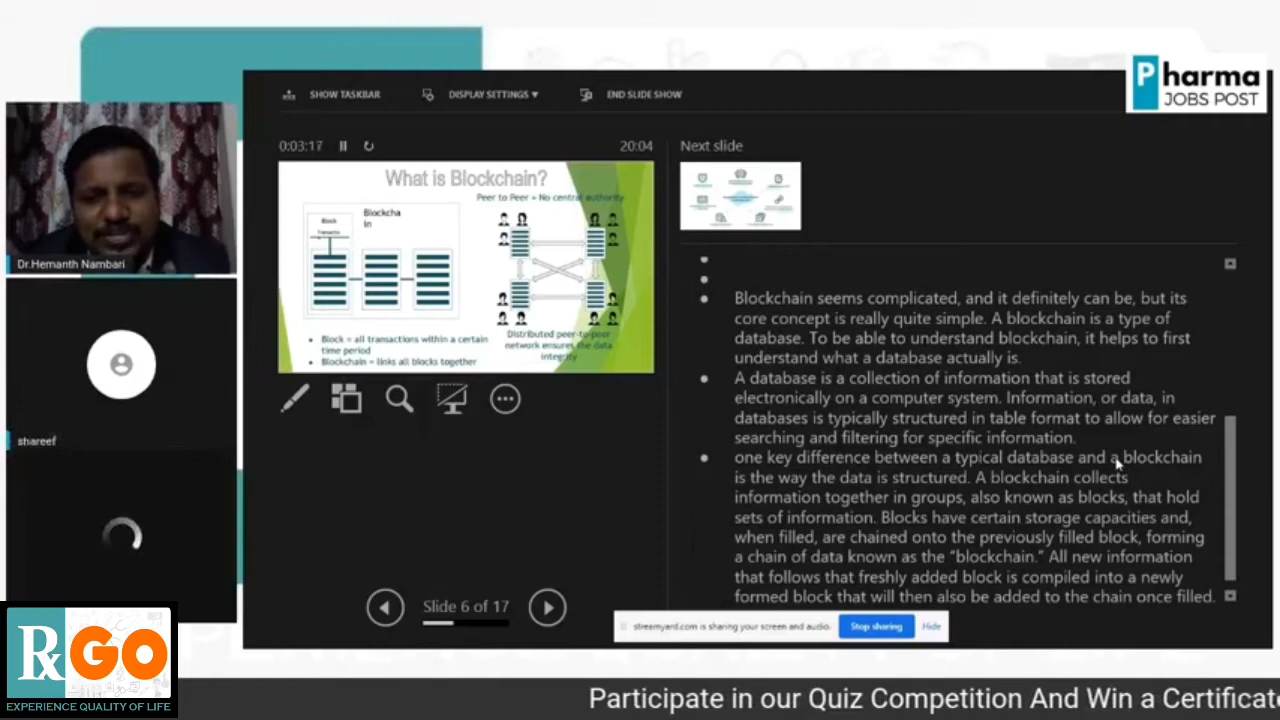 Pharma
JOBS POST
SHOW TASKBAR
DISPLAY SETTINGS ▾
END SLIDE SHOW
0:03:17
20:04
What is Blockchain?
Peer to Peer = No central authority
Blockcha
in
Block
• Block = all transactions within a certain
time period
• Blockchain = links all blocks together
Distributed peer-to-peer
network ensures the data
integrity
Slide 6 of 17
Next slide
• Blockchain seems complicated, and it definitely can be, but its
core concept is really quite simple. A blockchain is a type of
database. To be able to understand blockchain, it helps to first
understand what a database actually is.
• A database is a collection of information that is stored
electronically on a computer system. Information, or data, in
databases is typically structured in table format to allow for easier
searching and filtering for specific information.
• one key difference between a typical database and a blockchain
is the way the data is structured. A blockchain collects
information together in groups, also known as blocks, that hold
sets of information. Blocks have certain storage capacities and,
when filled, are chained onto the previously filled block, forming
a chain of data known as the “blockchain.” All new information
that follows that freshly added block is compiled into a newly
formed block that will then also be added to the chain once filled.
streamyard.com is sharing your screen and audio.
Stop sharing
Hide
Dr.Hemanth Nambari
shareef
RxGO
EXPERIENCE QUALITY OF LIFE
Participate in our Quiz Competition And Win a Certificat